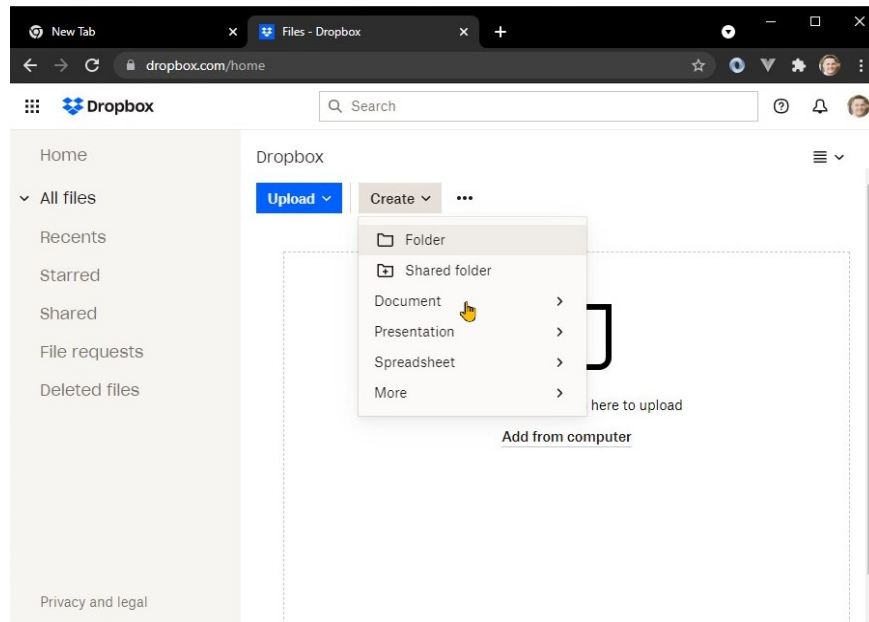 New Tab
Files - Dropbox
dropbox.com/home
Dropbox
Search
Home
All files
Recents
Starred
Shared
File requests
Deleted files
Privacy and legal
Dropbox
Upload
Create
Folder
Shared folder
Document
Presentation
Spreadsheet
More
here to upload
Add from computer